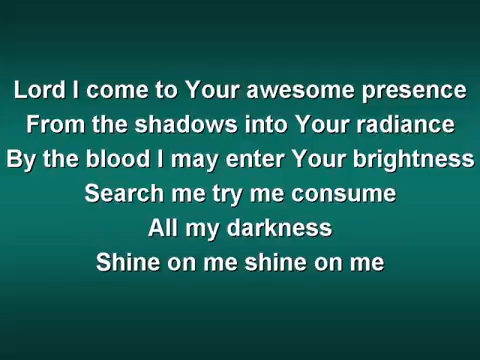 Lord I come to Your awesome presence
From the shadows into Your radiance
By the blood I may enter Your brightness
Search me try me consume
All my darkness
Shine on me shine on me